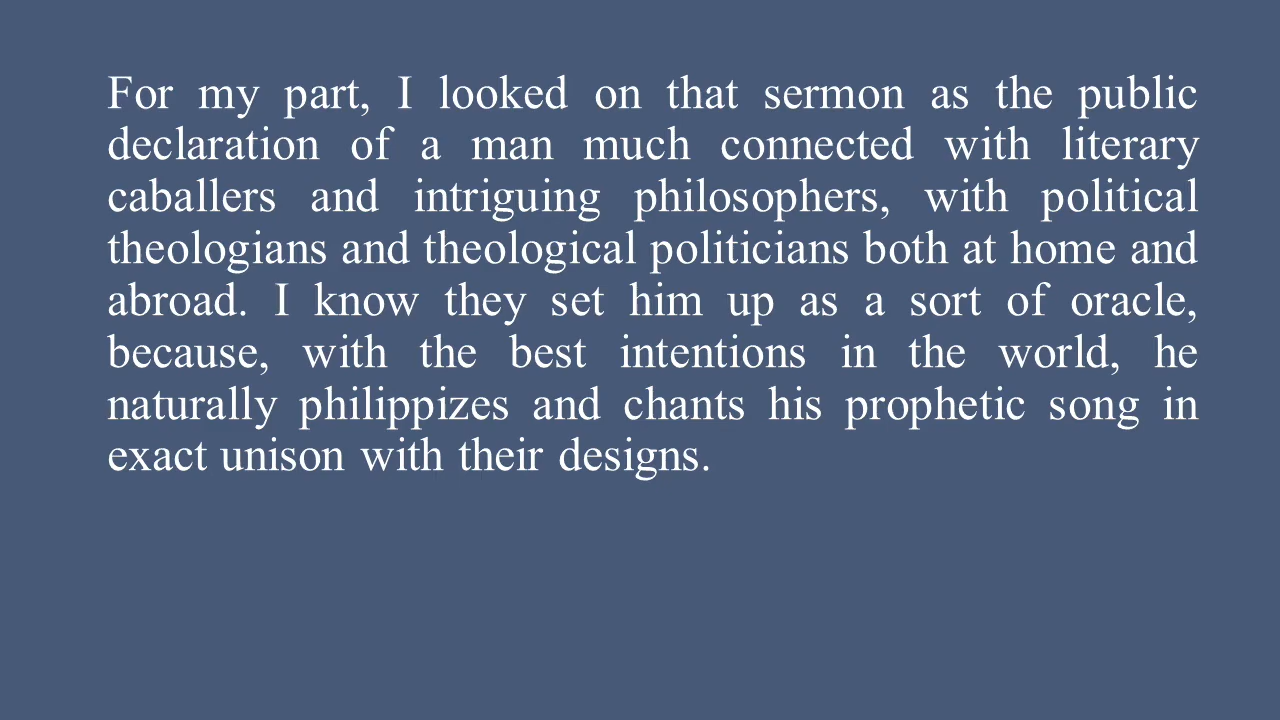 For my part, I looked on that sermon as the public
declaration of a man much connected with literary
caballers and intriguing philosophers, with political
theologians and theological politicians both at home and
abroad. I know they set him up as a sort of oracle,
because, with the best intentions in the world, he
naturally philippizes and chants his prophetic song in
exact unison with their designs.